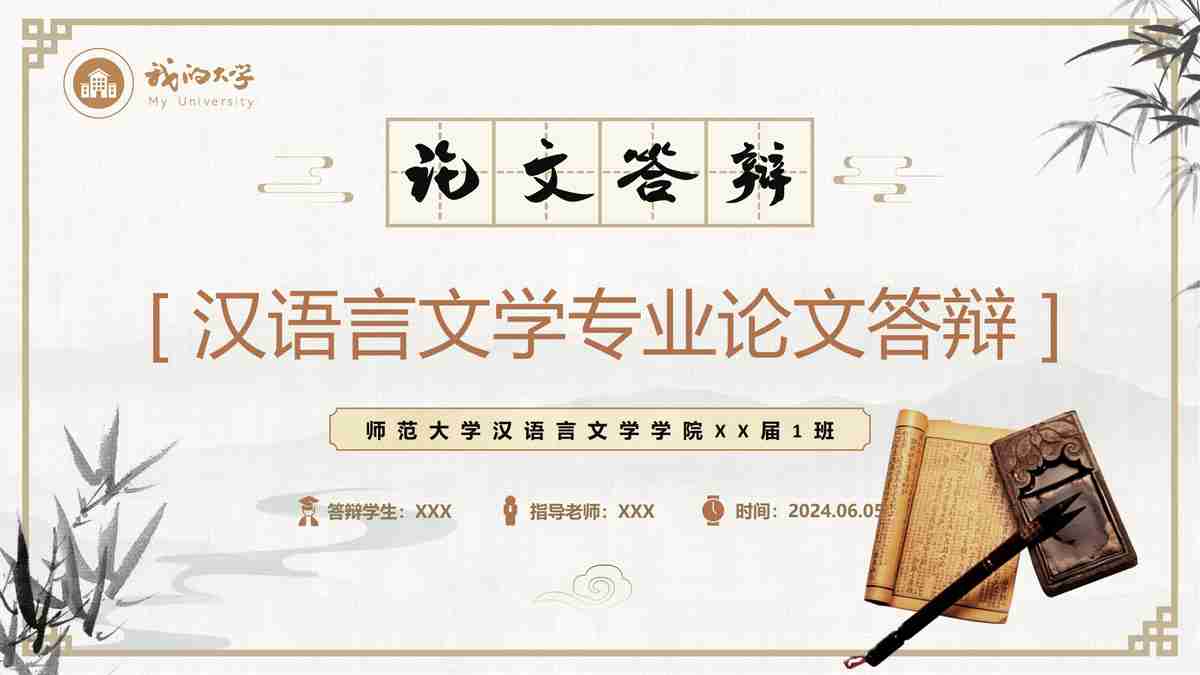 我的大学
My University
论文答辩
[ 汉语言文学专业论文答辩 ]
师范大学汉语言文学学院XX届1班
答辩学生：XXX 指导老师：XXX 时间：2024.06.05